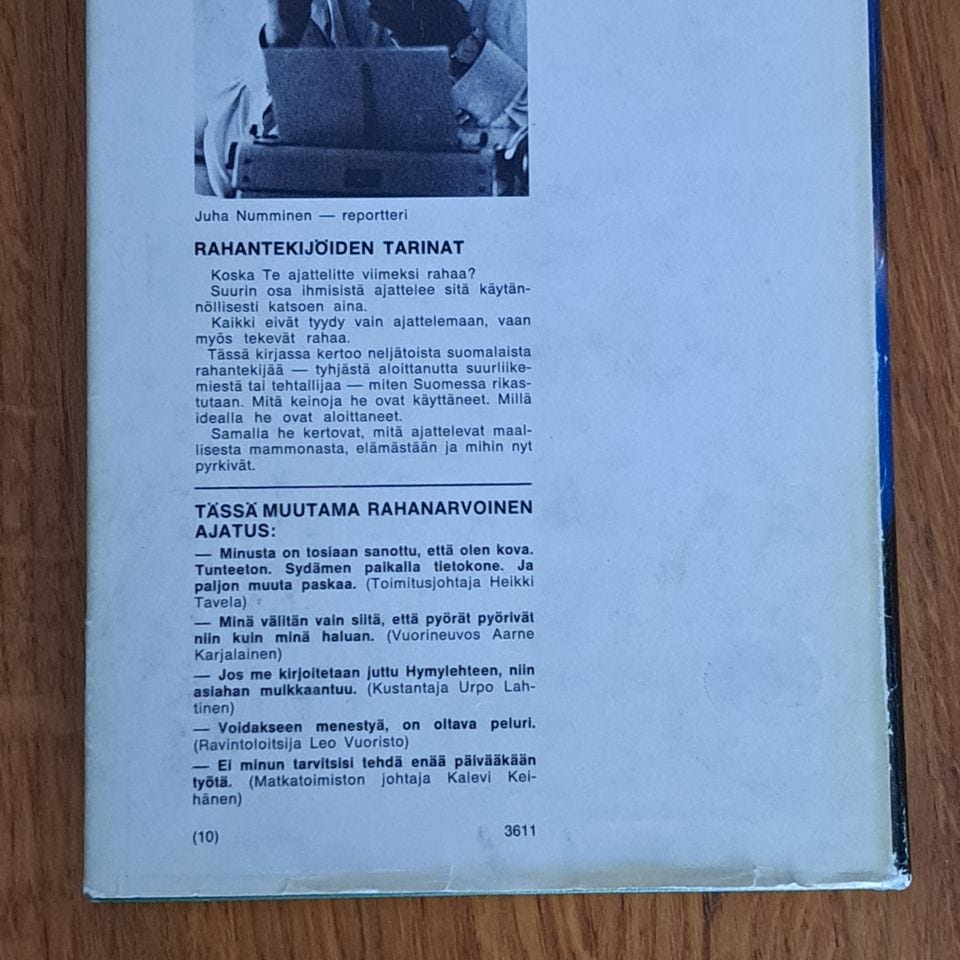 Juha Numminen — reportteri
RAHANTEKIJÖIDEN TARINAT
Koska Te ajattelitte viimeksi rahaa?
Suurin osa ihmisistä ajattelee sitä käytän-
nöllisesti katsoen aina.
Kaikki eivät tyydy vain ajattelemaan, vaan
myös tekevät rahaa.
Tässä kirjassa kertoo neljätoista suomalaista
rahantekijää — tyhjästä aloittanutta suurliike-
miestä tai tehtailijaa — miten Suomessa rikas-
tutaan. Mitä keinoja he ovat käyttäneet. Millä
idealla he ovat aloittaneet.
Samalla he kertovat, mitä ajattelevat maal-
lisesta mammonasta, elämästään ja mihin nyt
pyrkivät.
TÄSSÄ MUUTAMA RAHANARVOINEN
AJATUS:
— Minusta on tosiaan sanottu, että olen kova.
Tunteeton. Sydämen paikalla tietokone. Ja
paljon muuta paskaa. (Toimitusjohtaja Heikki
Tavela)
— Minä välitän vain siitä, että pyörät pyörivät
niin kuin minä haluan. (Vuorineuvos Aarne
Karjalainen)
— Jos me kirjoitetaan juttu Hymylehteen, niin
asiahan mulkkaantuu. (Kustantaja Urpo Lah-
tinen)
— Voidakseen menestyä, on oltava peluri.
(Ravintoloitsija Leo Vuoristo)
— Ei minun tarvitsisi tehdä enää päivääkään
työtä. (Matkatoimiston johtaja Kalevi Kei-
hänen)
(10) 3611